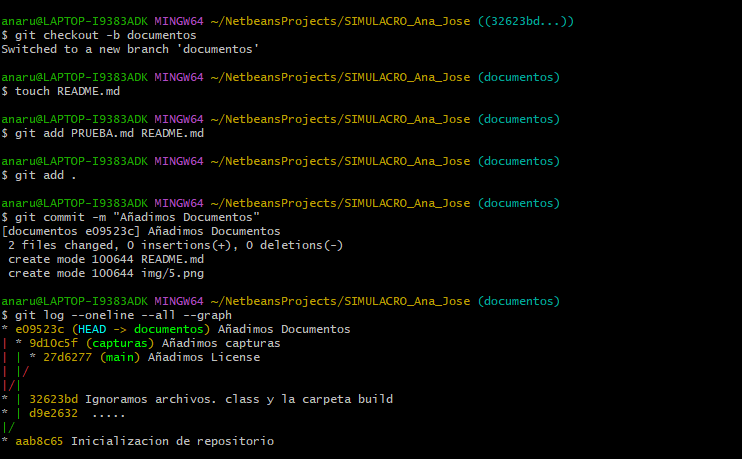 anaru@LAPTOP-I9383ADK MINGW64 ~/NetbeansProjects/SIMULACRO_Ana_Jose ((32623bd...))
$ git checkout -b documentos
Switched to a new branch 'documentos'

anaru@LAPTOP-I9383ADK MINGW64 ~/NetbeansProjects/SIMULACRO_Ana_Jose (documentos)
$ touch README.md

anaru@LAPTOP-I9383ADK MINGW64 ~/NetbeansProjects/SIMULACRO_Ana_Jose (documentos)
$ git add PRUEBA.md README.md

anaru@LAPTOP-I9383ADK MINGW64 ~/NetbeansProjects/SIMULACRO_Ana_Jose (documentos)
$ git add .

anaru@LAPTOP-I9383ADK MINGW64 ~/NetbeansProjects/SIMULACRO_Ana_Jose (documentos)
$ git commit -m "Añadimos Documentos"
[documentos e09523c] Añadimos Documentos
 2 files changed, 0 insertions(+), 0 deletions(-)
 create mode 100644 README.md
 create mode 100644 img/5.png

anaru@LAPTOP-I9383ADK MINGW64 ~/NetbeansProjects/SIMULACRO_Ana_Jose (documentos)
$ git log --oneline --all --graph
* e09523c (HEAD -> documentos) Añadimos Documentos
| * 9d10c5f (capturas) Añadimos capturas
| | * 27d6277 (main) Añadimos License
| |/
|/|
* | 32623bd Ignoramos archivos. class y la carpeta build
* | d9e2632  .....
|/
* aab8c65 Inicializacion de repositorio